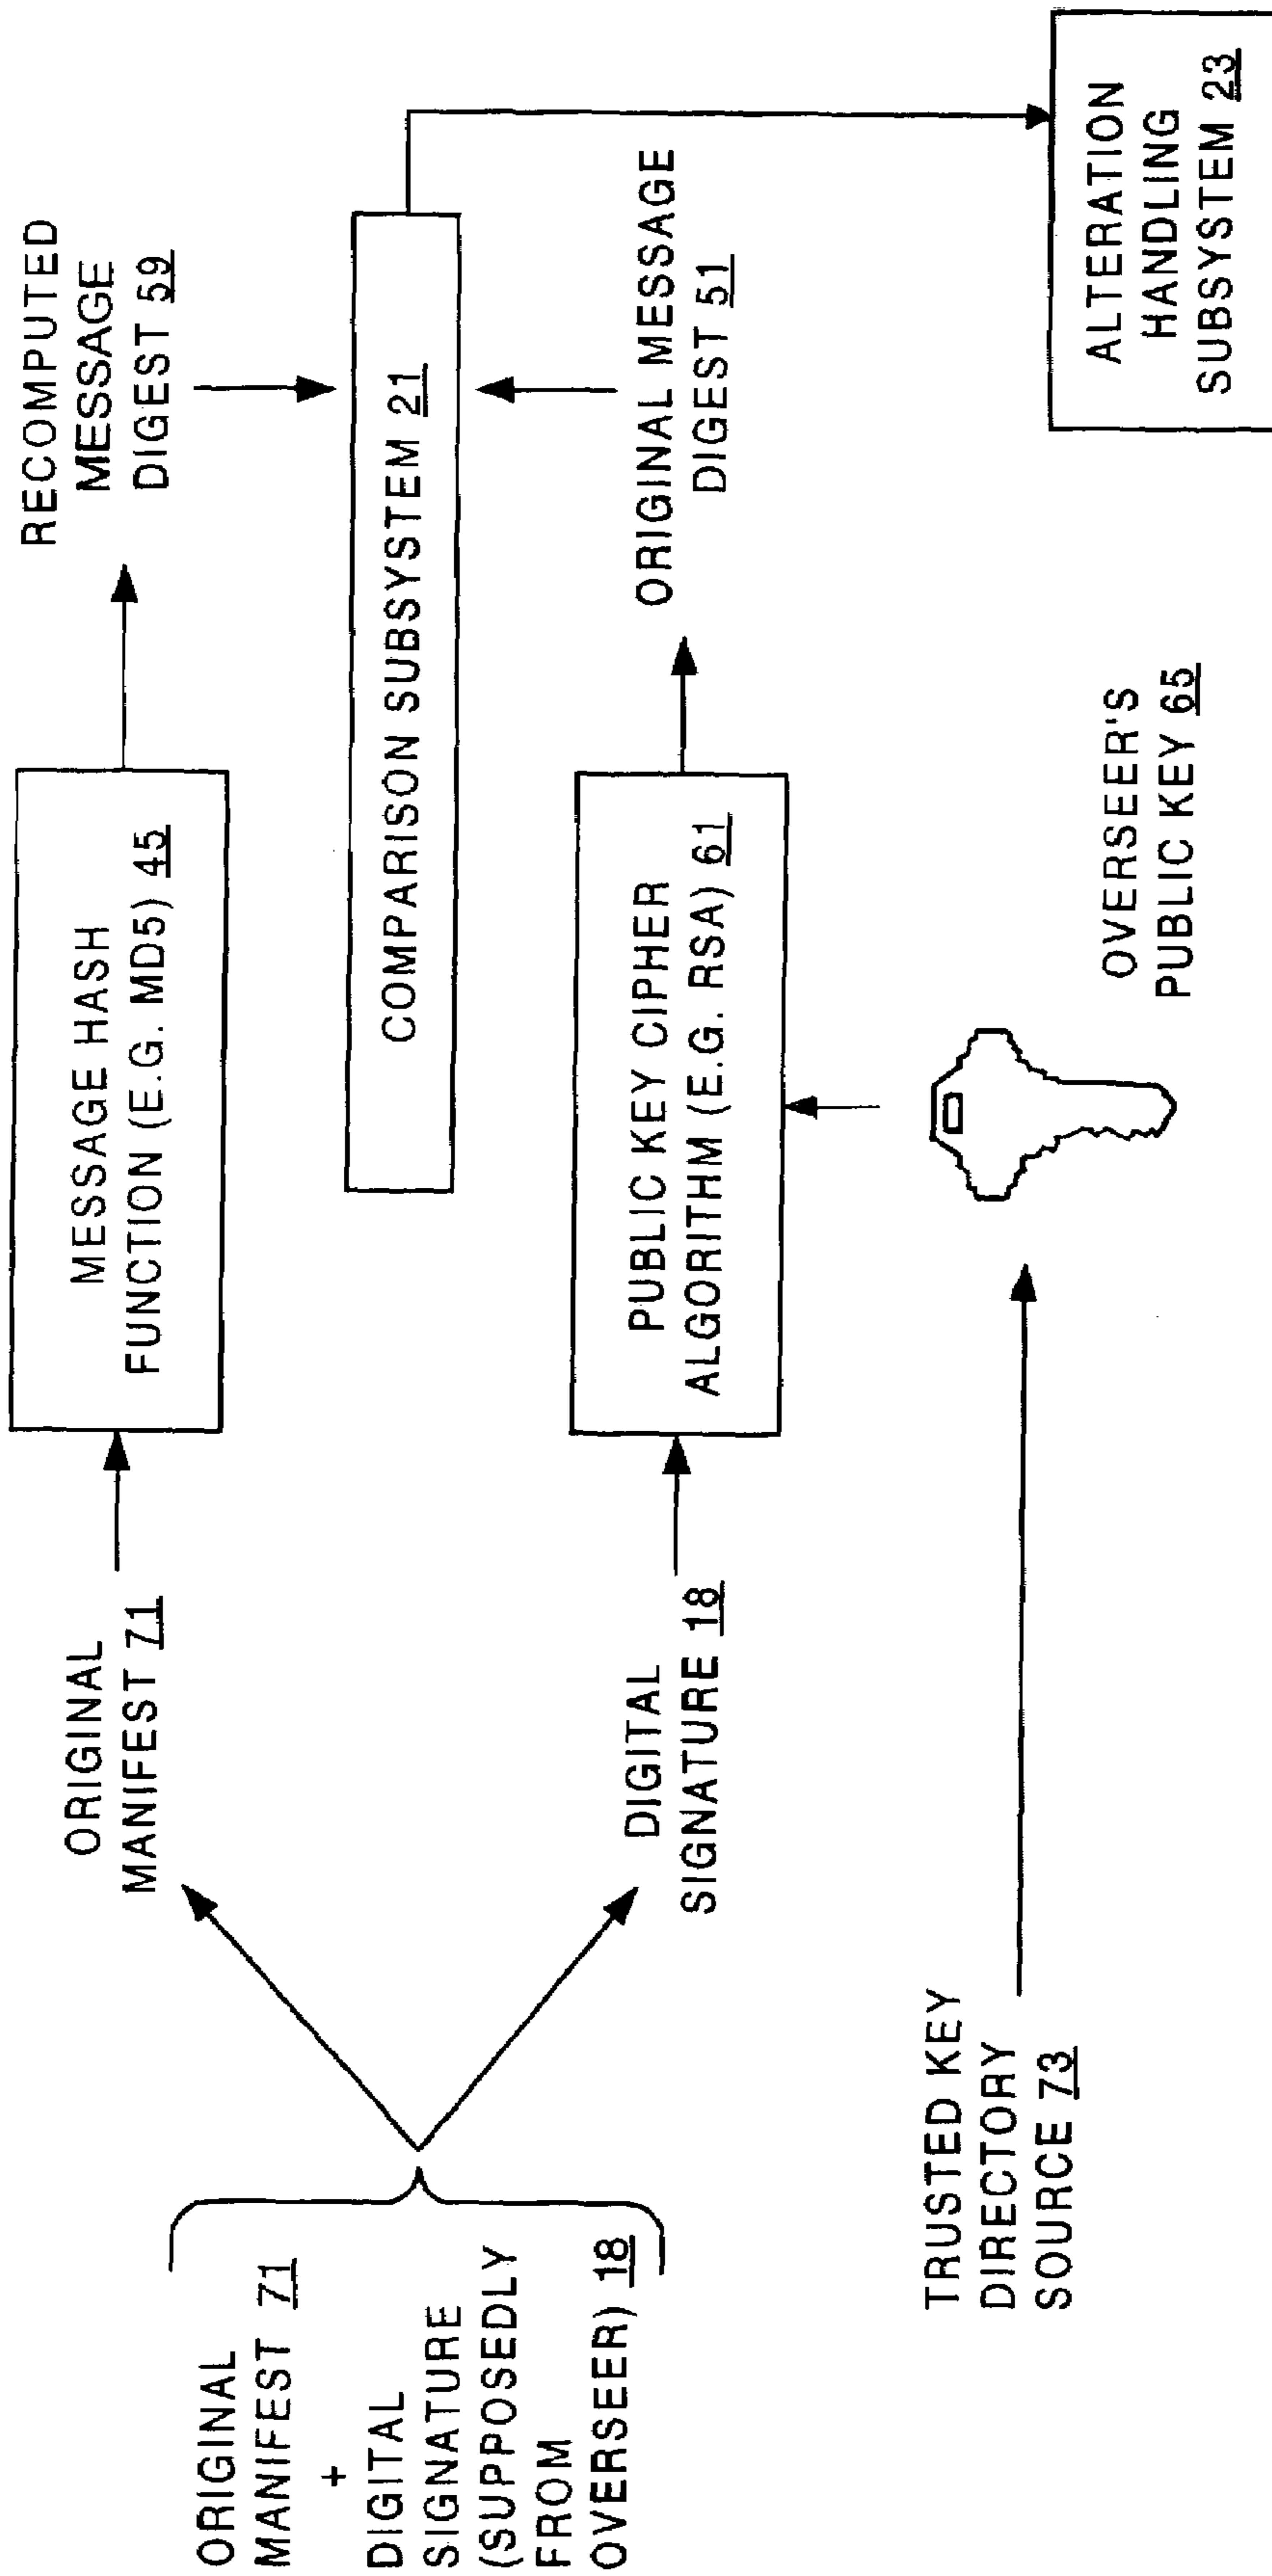 ORIGINAL
MANIFEST 71
+
DIGITAL
SIGNATURE
(SUPPOSEDLY
FROM
OVERSEER) 18
ORIGINAL
MANIFEST 71
MESSAGE HASH
FUNCTION (E.G. MD5) 45
RECOMPUTED
MESSAGE
DIGEST 59
COMPARISON SUBSYSTEM 21
DIGITAL
SIGNATURE 18
PUBLIC KEY CIPHER
ALGORITHM (E.G. RSA) 61
ORIGINAL MESSAGE
DIGEST 51
TRUSTED KEY
DIRECTORY
SOURCE 73
OVERSEER'S
PUBLIC KEY 65
ALTERATION
HANDLING
SUBSYSTEM 23